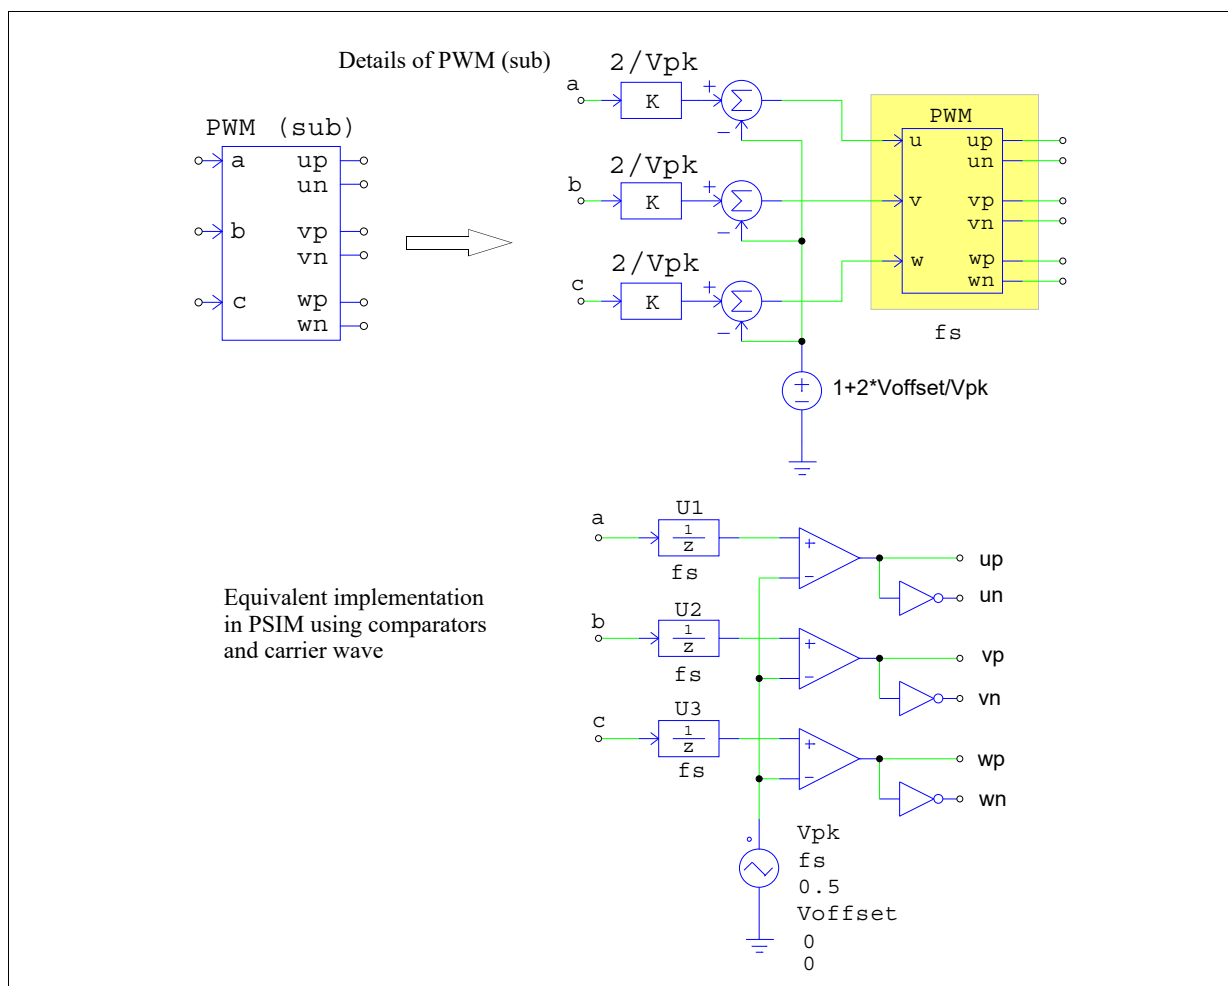 Details of PWM (sub)
PWM (sub)
a
b
c
up
un
vp
vn
wp
wn
2/Vpk
a
K
+
Σ
−
2/Vpk
b
K
+
Σ
−
2/Vpk
c
K
+
Σ
−
PWM
u
v
w
up
un
vp
vn
wp
wn
fs
+
−
1+2*Voffset/Vpk
Equivalent implementation
in PSIM using comparators
and carrier wave
a
U1
1
z
fs
+
−
up
un
b
U2
1
z
fs
+
−
vp
vn
c
U3
1
z
fs
+
−
wp
wn
Vpk
fs
0.5
Voffset
0
0